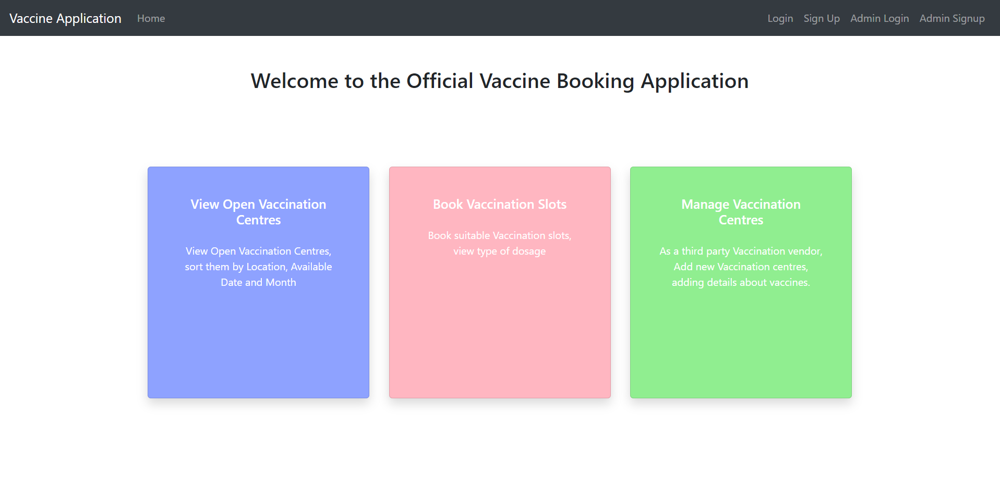 Vaccine Application Home Login Sign Up Admin Login Admin Signup
Welcome to the Official Vaccine Booking Application
View Open Vaccination
Centres
View Open Vaccination Centres,
sort them by Location, Available
Date and Month
Book Vaccination Slots
Book suitable Vaccination slots,
view type of dosage
Manage Vaccination
Centres
As a third party Vaccination vendor,
Add new Vaccination centres,
adding details about vaccines.